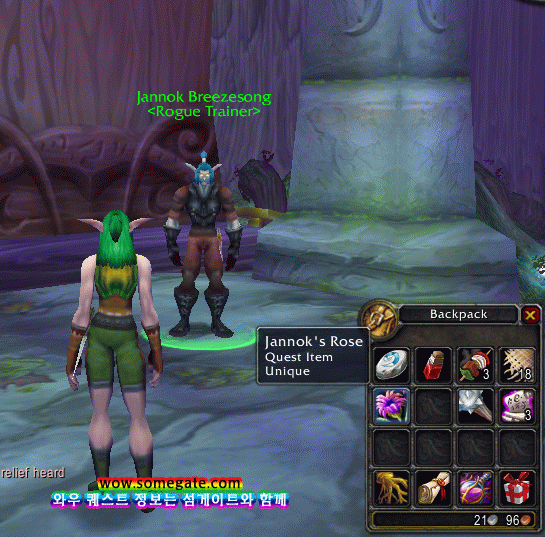 Jannok Breezesong
<Rogue Trainer>
Backpack
Jannok's Rose
Quest Item
Unique
3
18
3
relief heard
www.somegate.com
와우 퀘스트 정보는 섬게이트와 함께
21 96